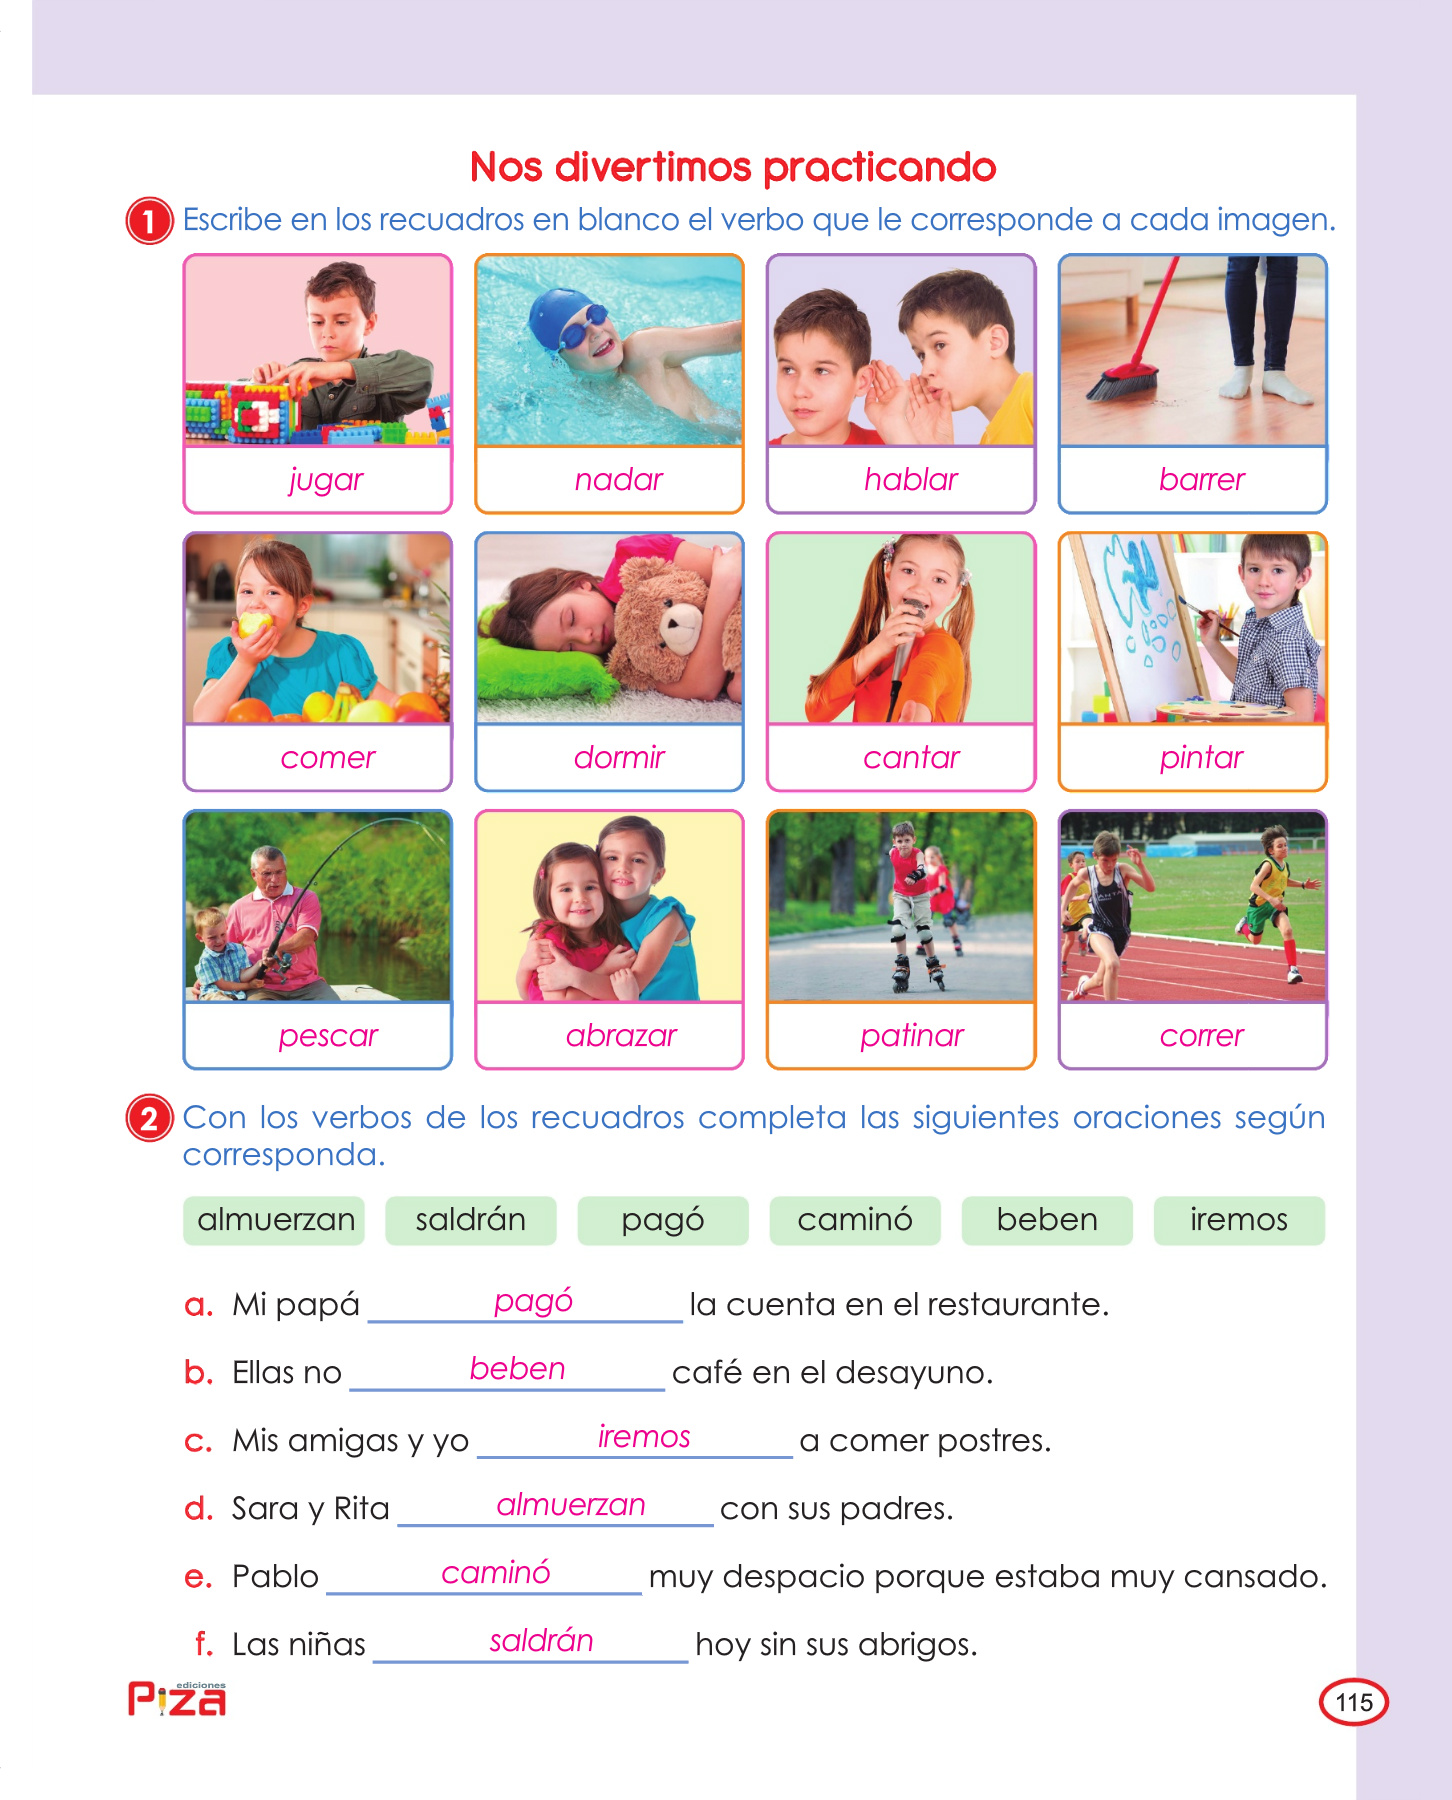 Nos divertimos practicando
1 Escribe en los recuadros en blanco el verbo que le corresponde a cada imagen.
jugar nadar hablar barrer
comer dormir cantar pintar
pescar abrazar patinar correr
2 Con los verbos de los recuadros completa las siguientes oraciones según
corresponda.
almuerzan saldrán pagó caminó beben iremos
a. Mi papá pagó la cuenta en el restaurante.
b. Ellas no beben café en el desayuno.
c. Mis amigas y yo iremos a comer postres.
d. Sara y Rita almuerzan con sus padres.
e. Pablo caminó muy despacio porque estaba muy cansado.
f. Las niñas saldrán hoy sin sus abrigos.
ediciones
Piza
115